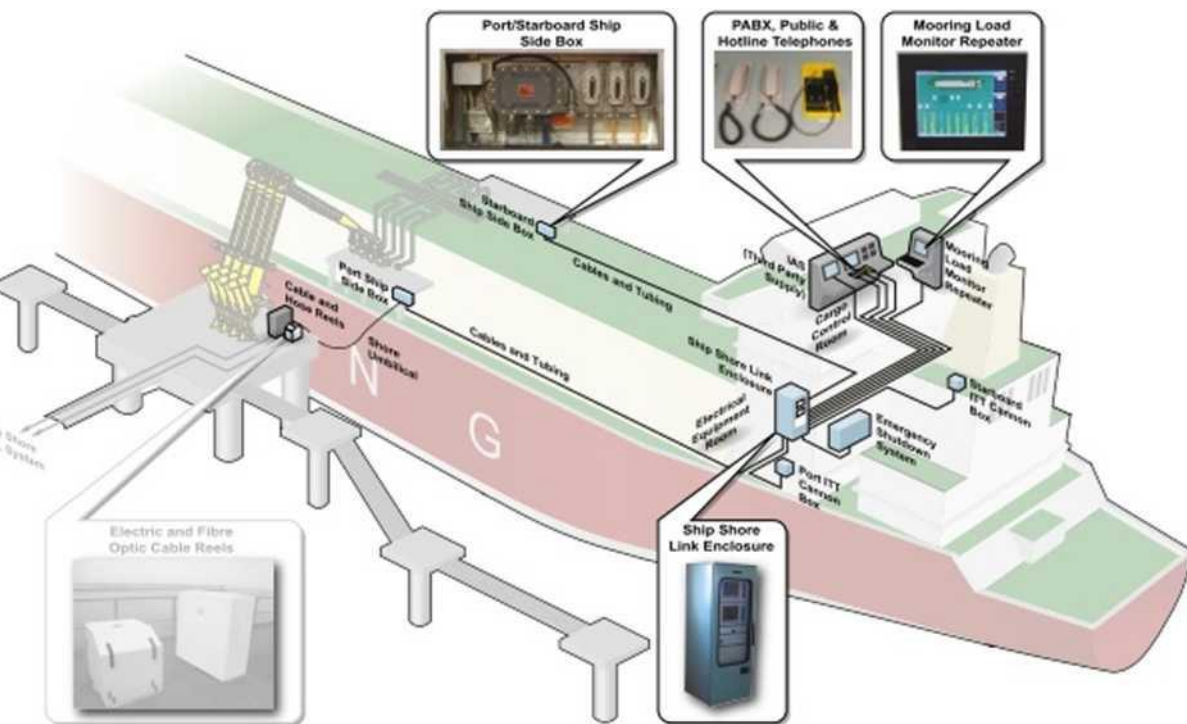 Port/Starboard Ship
Side Box
PABX, Public &
Hotline Telephones
Mooring Load
Monitor Repeater
Starboard
Ship Side Box
Port Ship
Side Box
Cable and
Hose Reels
Shore
Umbilical
Cables and Tubing
Cables and Tubing
IAS
(Third Party
Supply)
Cargo
Control
Room
Mooring
Load
Monitor
Repeater
Ship Shore Link
Enclosure
Electrical
Equipment
Room
Starboard
ITT Cannon
Box
Emergency
Shutdown
System
Port ITT
Cannon
Box
Shore
System
N G
Electric and Fibre
Optic Cable Reels
Ship Shore
Link Enclosure